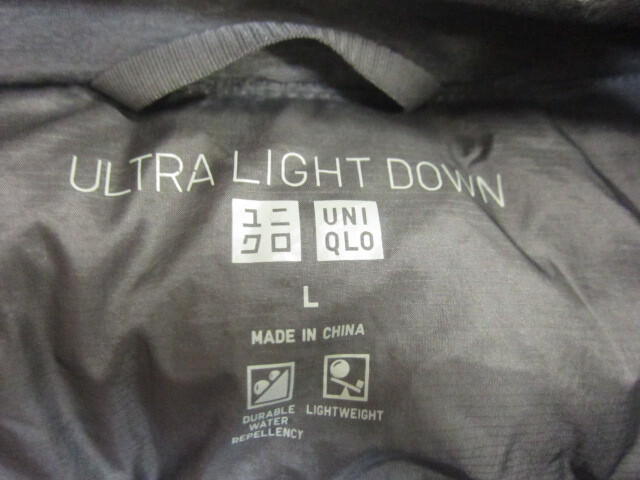 ULTRA LIGHT DOWN
ユニ
クロ
UNI
QLO
L
MADE IN CHINA
DURABLE
WATER
REPELLENCY
LIGHTWEIGHT